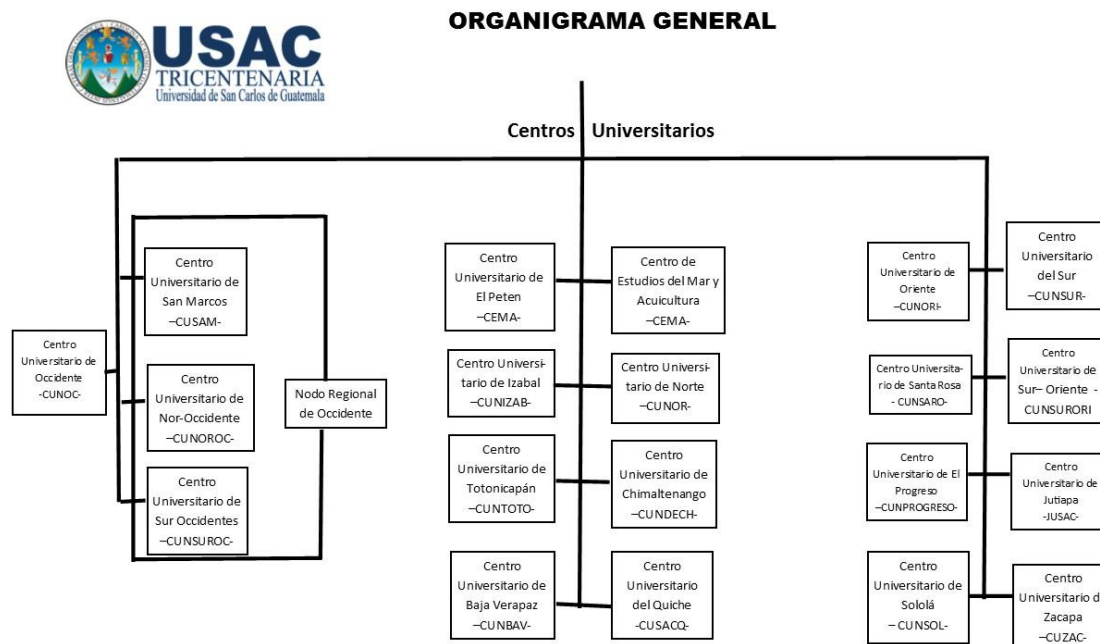 ORGANIGRAMA GENERAL
USAC
TRICENTENARIA
Universidad de San Carlos de Guatemala
Centros Universitarios
Centro
Universitario de
Occidente
-CUNOC-
Centro
Universitario de
San Marcos
–CUSAM-
Centro
Universitario de
Nor-Occidente
–CUNOROC-
Centro
Universitario de
Sur Occidentes
–CUNSUROC-
Nodo Regional
de Occidente
Centro
Universitario de
El Peten
–CEMA-
Centro de
Estudios del Mar y
Acuicultura
–CEMA-
Centro Universi-
tario de Izabal
–CUNIZAB-
Centro Univers-
itario de Norte
–CUNOR-
Centro
Universitario de
Totonicapán
–CUNTOTO-
Centro
Universitario de
Chimaltenango
–CUNDECH-
Centro
Universitario de
Baja Verapaz
–CUNBAV-
Centro
Universitario
del Quiche
-CUSACQ-
Centro
Universitario de
Oriente
–CUNORI-
Centro
Universitario
del Sur
–CUNSUR-
Centro Universita-
rio de Santa Rosa
- CUNSARO-
Centro
Universitario de
Sur– Oriente -
CUNSURORI
Centro
Universitario de El
Progreso
–CUNPROGRESO-
Centro
Universitario de
Jutiapa
-JUSAC-
Centro
Universitario de
Sololá
–CUNSOL-
Centro
Universitario d
Zacapa
–CUZAC-